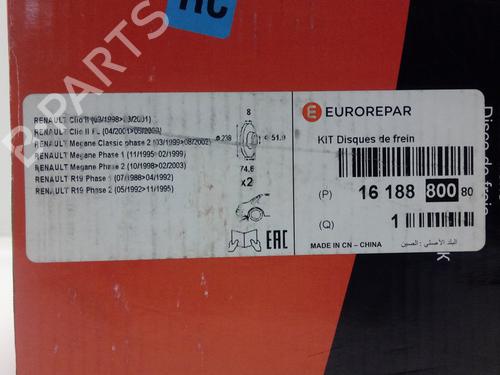 RENAULT Clio II (09/1998>03/2001)
RENAULT Clio II FL (04/2001>05/2009)
RENAULT Megane Classic phase 2 (03/1999>08/2002)
RENAULT Megane Phase 1 (11/1995>02/1999)
RENAULT Megane Phase 2 (10/1998>02/2003)
RENAULT R19 Phase 1 (07/1988>04/1992)
RENAULT R19 Phase 2 (05/1992>11/1995)
8
Φ 238
51.9
74.6
x2
EAC
EUROREPAR
KIT Disques de frein
(P) 16 188 800 80
(Q) 1
MADE IN CN – CHINA
البلد الأصلي : الصين
Disco de
B-PARTS